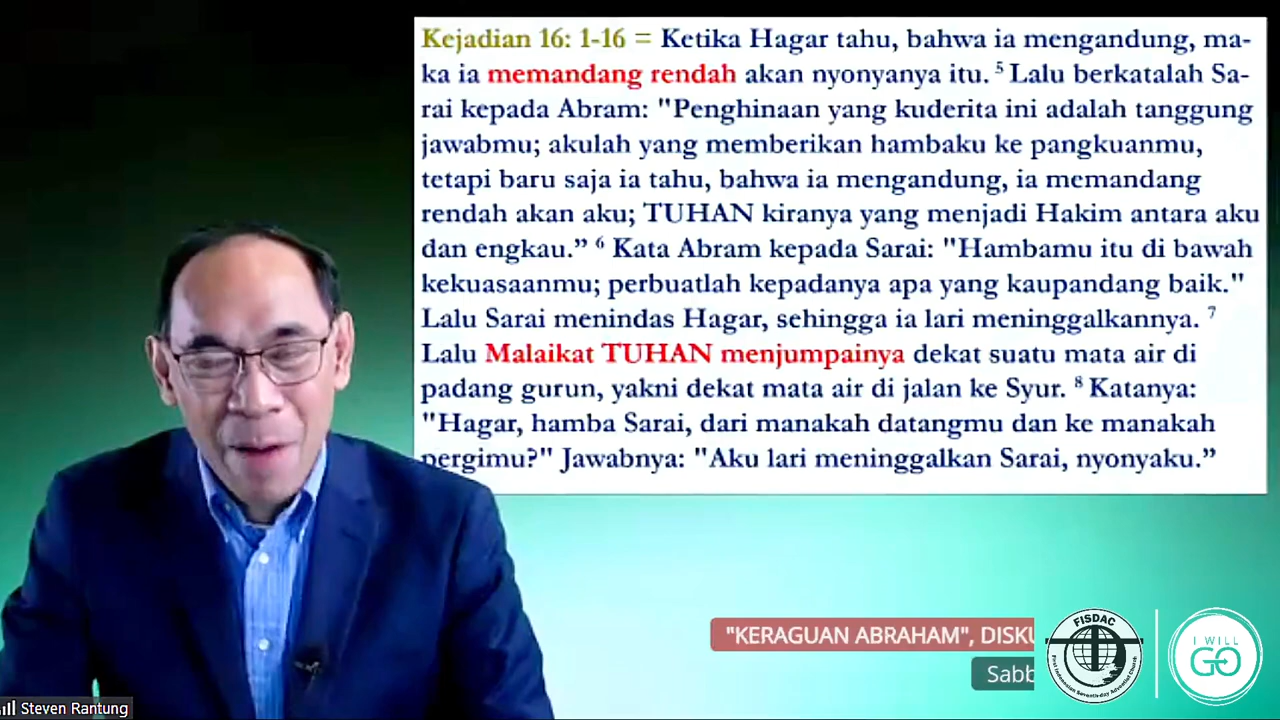 Kejadian 16: 1-16 = Ketika Hagar tahu, bahwa ia mengandung, ma-
ka ia memandang rendah akan nyonyanya itu. ⁵ Lalu berkatalah Sa-
rai kepada Abram: "Penghinaan yang kuderita ini adalah tanggung
jawabmu; akulah yang memberikan hambaku ke pangkuanmu,
tetapi baru saja ia tahu, bahwa ia mengandung, ia memandang
rendah akan aku; TUHAN kiranya yang menjadi Hakim antara aku
dan engkau.” ⁶ Kata Abram kepada Sarai: "Hambamu itu di bawah
kekuasaanmu; perbuatlah kepadanya apa yang kaupandang baik."
Lalu Sarai menindas Hagar, sehingga ia lari meninggalkannya. ⁷
Lalu Malaikat TUHAN menjumpainya dekat suatu mata air di
padang gurun, yakni dekat mata air di jalan ke Syur. ⁸ Katanya:
"Hagar, hamba Sarai, dari manakah datangmu dan ke manakah
pergimu?" Jawabnya: "Aku lari meninggalkan Sarai, nyonyaku.”
"KERAGUAN ABRAHAM", DISKU
Sabb
FISDAC
First Indonesian Seventh-day Adventist Church
I WILL
GO
Steven Rantung